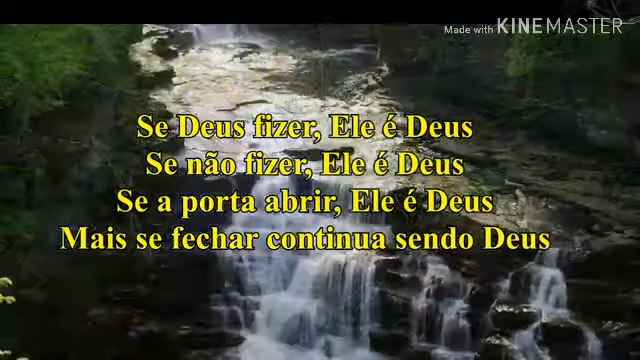 Made with KINEMASTER
Se Deus fizer, Ele é Deus
Se não fizer, Ele é Deus
Se a porta abrir, Ele é Deus
Mais se fechar continua sendo Deus